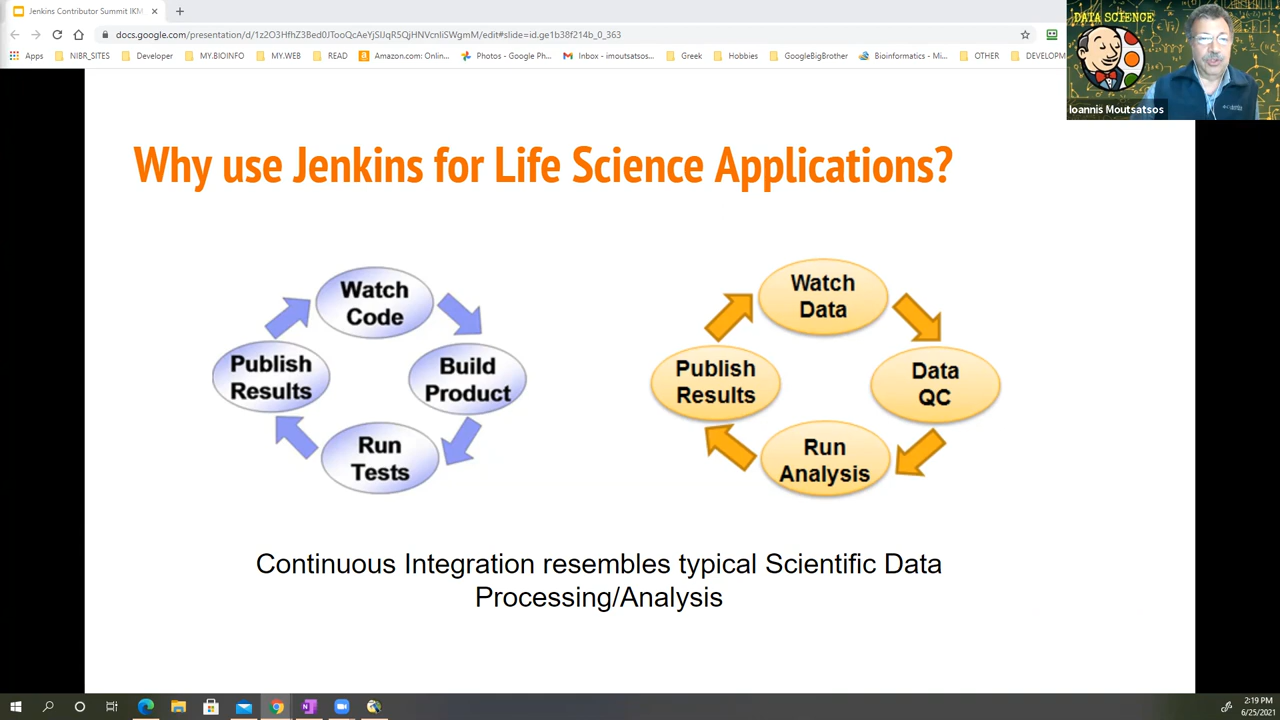 Jenkins Contributor Summit IKM
docs.google.com/presentation/d/1z2O3HfhZ3Bed0JTooQcAeYjSlJqR5QjHNVcnIiSWgmM/edit#slide=id.ge1b38f214b_0_363
Apps NIBR_SITES Developer MY.BIOINFO MY.WEB READ Amazon.com: Onlin... Photos - Google Ph... Inbox - imoutsatsos... Greek Hobbies GoogleBigBrother Bioinformatics - Mi... OTHER DEVELOPM
DATA SCIENCE
Ioannis Moutsatsos
Why use Jenkins for Life Science Applications?
Watch
Code
Build
Product
Run
Tests
Publish
Results
Watch
Data
Data
QC
Run
Analysis
Publish
Results
Continuous Integration resembles typical Scientific Data
Processing/Analysis
2:19 PM
6/25/2021